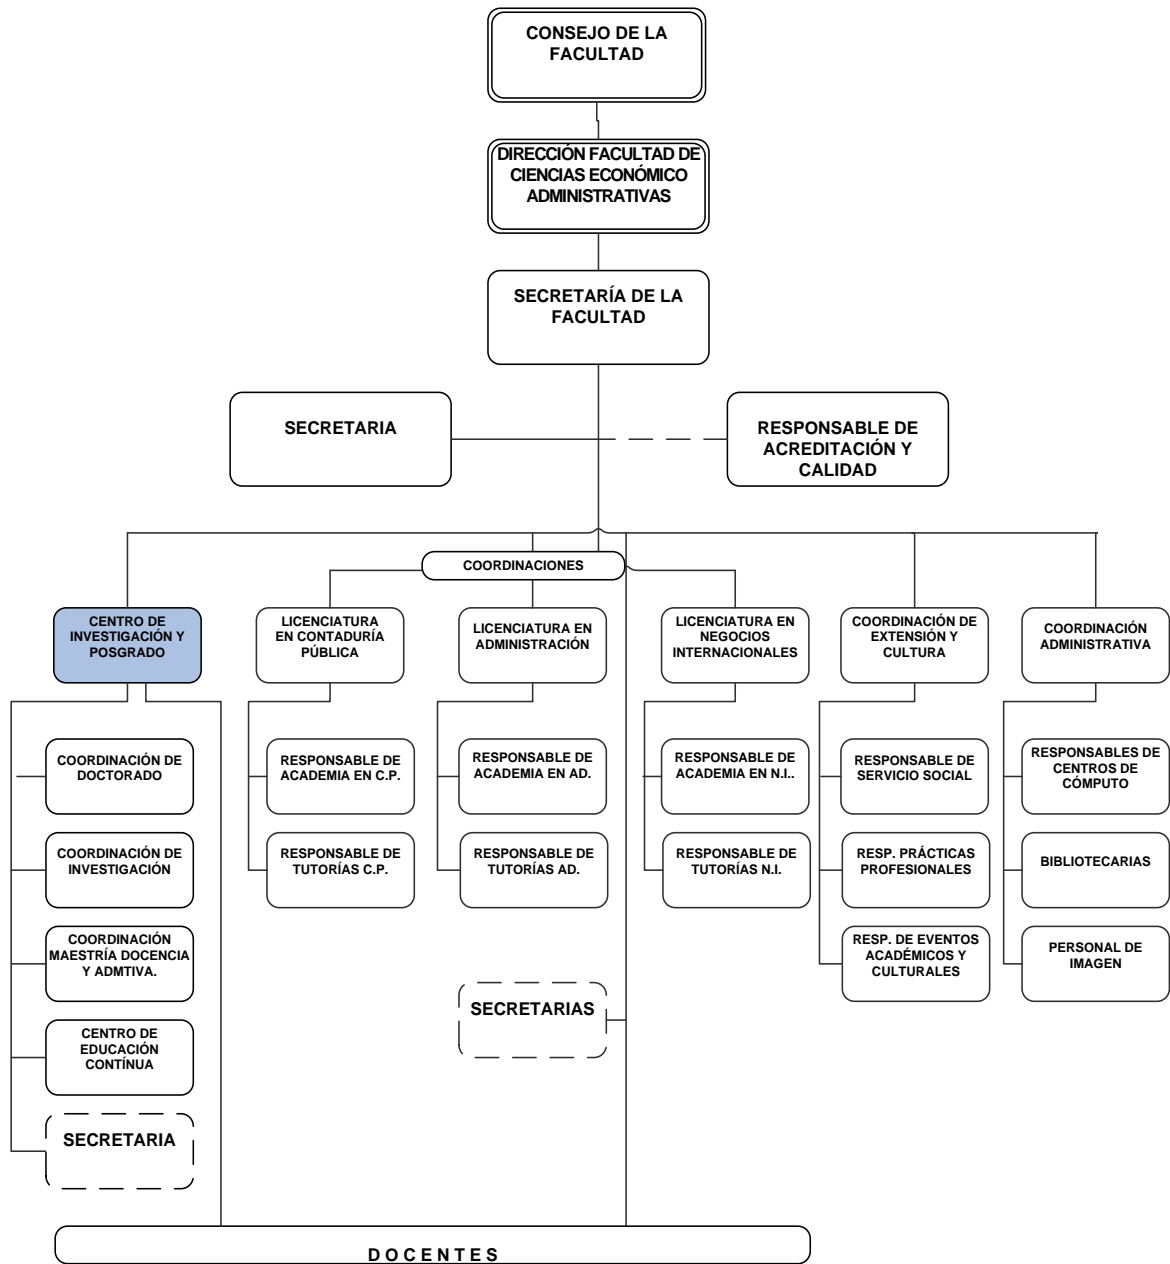 CONSEJO DE LA
FACULTAD
DIRECCIÓN FACULTAD DE
CIENCIAS ECONÓMICO
ADMINISTRATIVAS
SECRETARÍA DE LA
FACULTAD
SECRETARIA
RESPONSABLE DE
ACREDITACIÓN Y
CALIDAD
COORDINACIONES
CENTRO DE
INVESTIGACIÓN Y
POSGRADO
LICENCIATURA
EN CONTADURÍA
PÚBLICA
LICENCIATURA EN
ADMINISTRACIÓN
LICENCIATURA EN
NEGOCIOS
INTERNACIONALES
COORDINACIÓN DE
EXTENSIÓN Y
CULTURA
COORDINACIÓN
ADMINISTRATIVA
COORDINACIÓN DE
DOCTORADO
RESPONSABLE DE
ACADEMIA EN C.P.
RESPONSABLE DE
ACADEMIA EN AD.
RESPONSABLE DE
ACADEMIA EN N.I..
RESPONSABLE DE
SERVICIO SOCIAL
RESPONSABLES DE
CENTROS DE
CÓMPUTO
COORDINACIÓN DE
INVESTIGACIÓN
RESPONSABLE DE
TUTORÍAS C.P.
RESPONSABLE DE
TUTORÍAS AD.
RESPONSABLE DE
TUTORÍAS N.I.
RESP. PRÁCTICAS
PROFESIONALES
BIBLIOTECARIAS
COORDINACIÓN
MAESTRÍA DOCENCIA
Y ADMTIVA.
RESP. DE EVENTOS
ACADÉMICOS Y
CULTURALES
PERSONAL DE
IMAGEN
SECRETARIAS
CENTRO DE
EDUCACIÓN
CONTÍNUA
SECRETARIA
D O C E N T E S